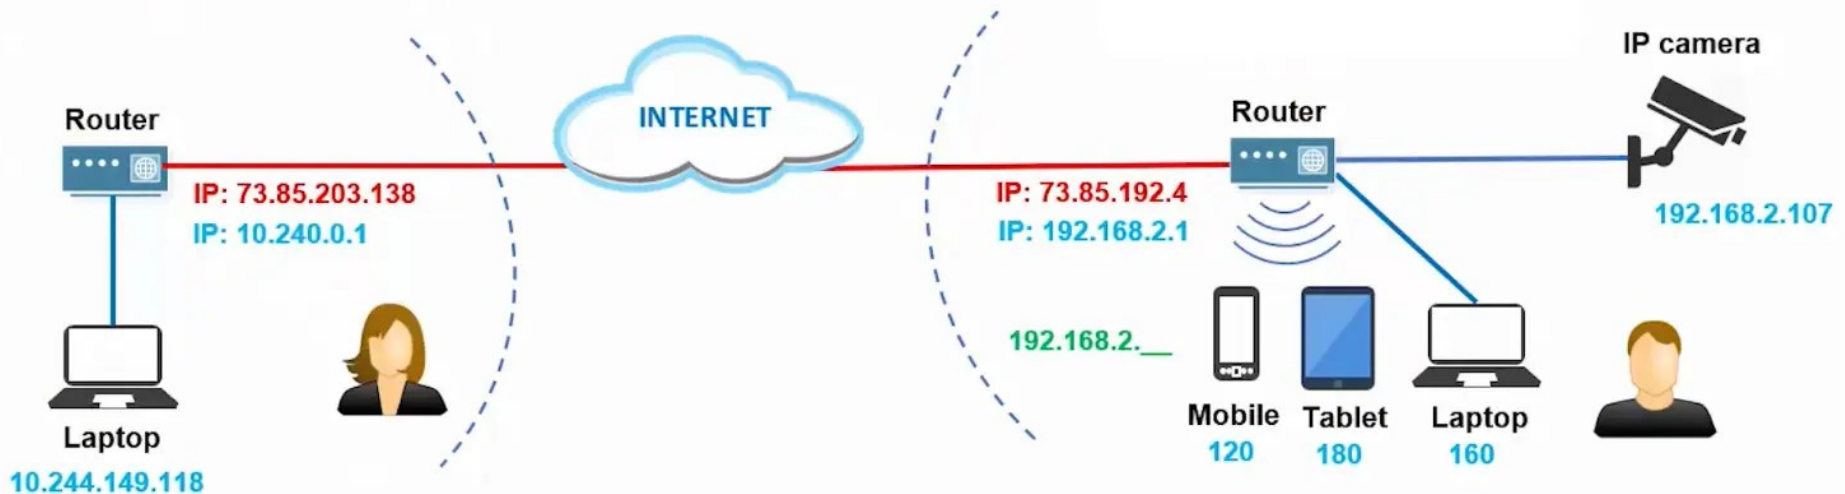 Router
IP: 73.85.203.138
IP: 10.240.0.1
Laptop
10.244.149.118
INTERNET
Router
IP: 73.85.192.4
IP: 192.168.2.1
IP camera
192.168.2.107
192.168.2.__
Mobile
120
Tablet
180
Laptop
160